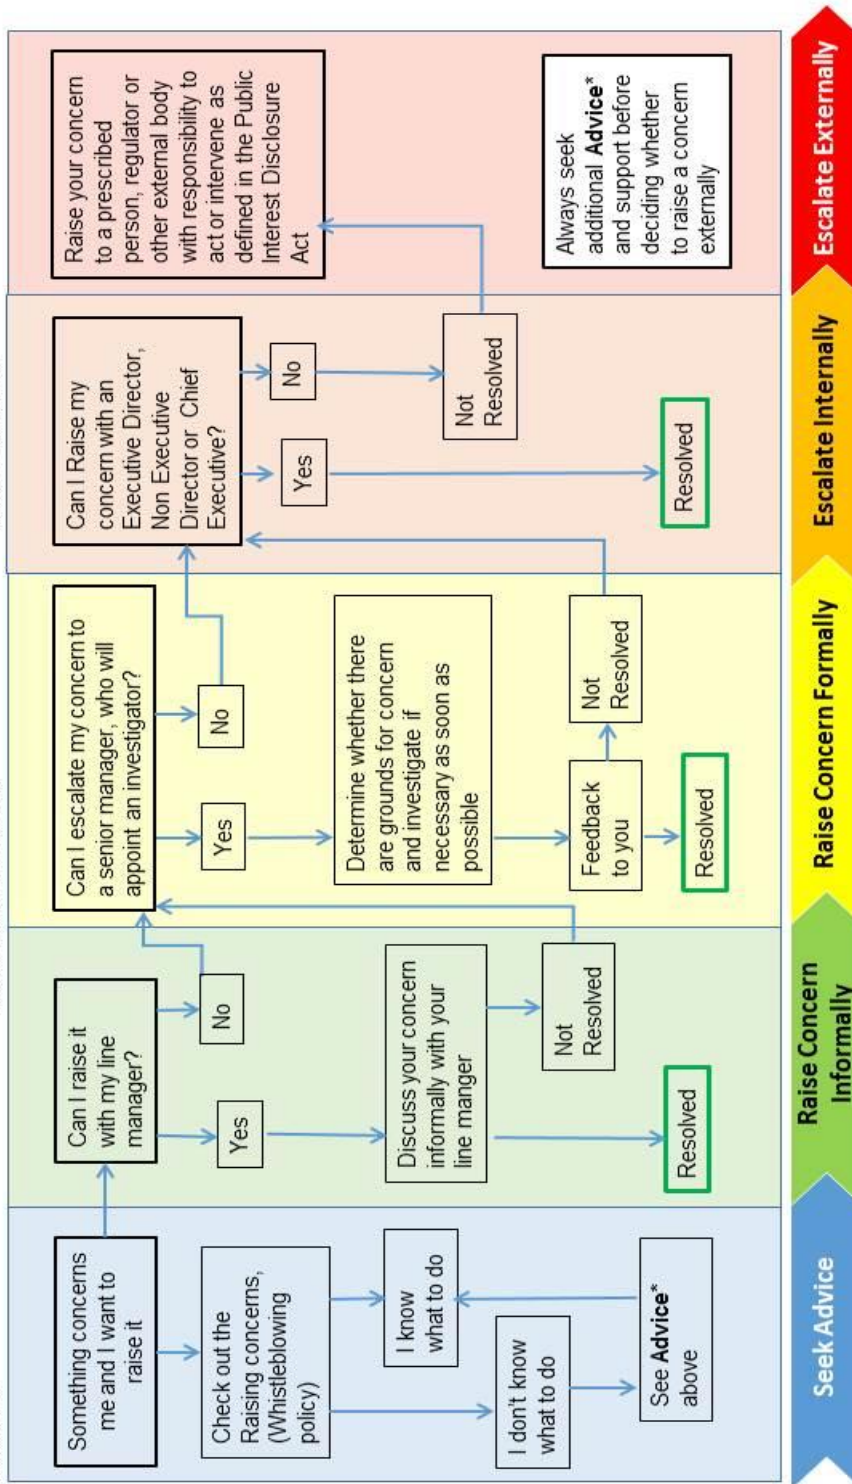 Something concerns
me and I want to
raise it
Check out the
Raising concerns,
(Whistleblowing
policy)
I know
what to do
I don't know
what to do
See Advice*
above
Seek Advice
Can I raise it
with my line
manager?
Yes
No
Discuss your concern
informally with your
line manger
Not
Resolved
Resolved
Raise Concern
Informally
Can I escalate my concern to
a senior manager, who will
appoint an investigator?
Yes
No
Determine whether there
are grounds for concern
and investigate if
necessary as soon as
possible
Feedback
to you
Not
Resolved
Resolved
Raise Concern Formally
Can I Raise my
concern with an
Executive Director,
Non Executive
Director or Chief
Executive?
Yes
No
Not
Resolved
Resolved
Escalate Internally
Raise your concern
to a prescribed
person, regulator or
other external body
with responsibility to
act or intervene as
defined in the Public
Interest Disclosure
Act
Always seek
additional Advice*
and support before
deciding whether
to raise a concern
externally
Escalate Externally